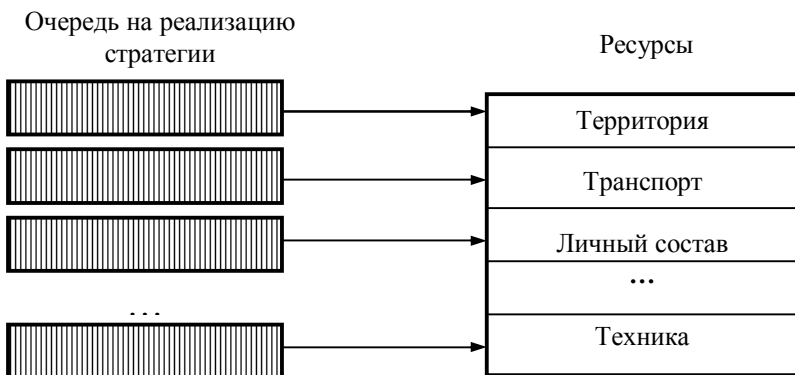 Очередь на реализацию
стратегии
Ресурсы
Территория
Транспорт
Личный состав
...
...
Техника